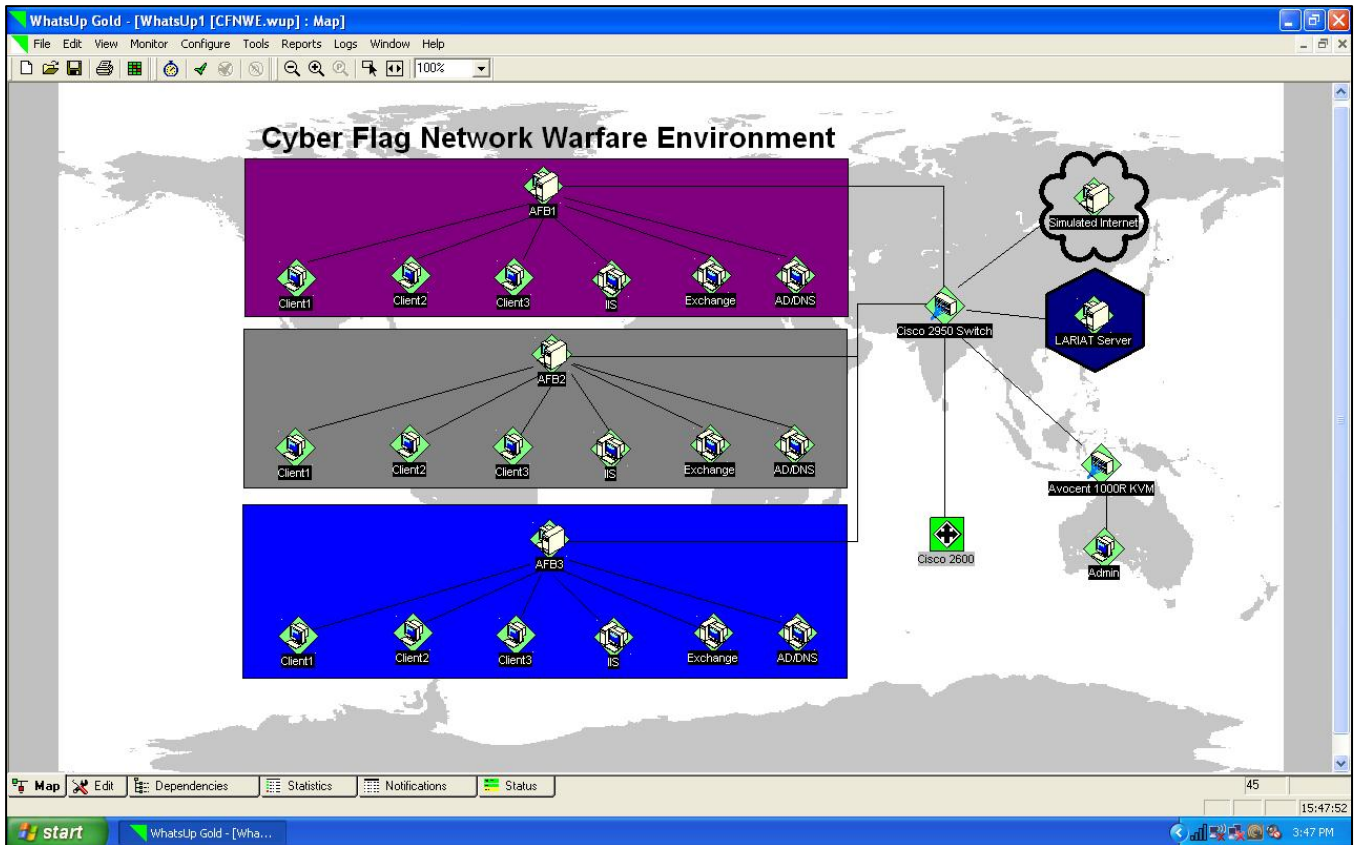 WhatsUp Gold - [WhatsUp1 [CFNWE.wup] : Map]
File Edit View Monitor Configure Tools Reports Logs Window Help
100%
Cyber Flag Network Warfare Environment
AFB1
Client1 Client2 Client3 IIS Exchange AD/DNS
Simulated Internet
Cisco 2950 Switch
LARIAT Server
AFB2
Client1 Client2 Client3 IIS Exchange AD/DNS
Avocent 1000R KVM
AFB3
Cisco 2600
Admin
Client1 Client2 Client3 IIS Exchange AD/DNS
Map Edit Dependencies Statistics Notifications Status 45
15:47:52
start WhatsUp Gold - [Wha... 3:47 PM